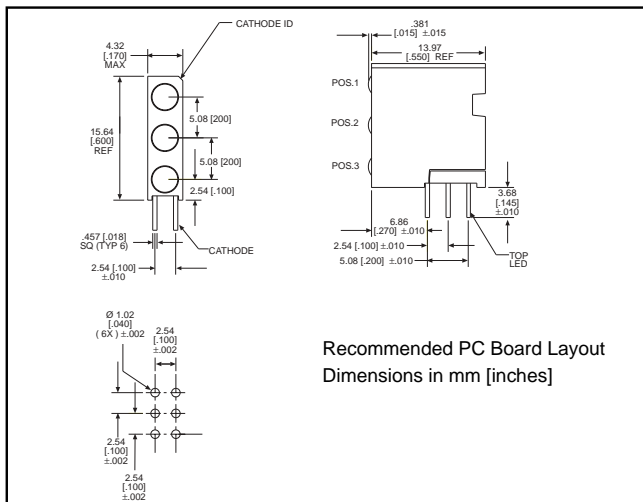 CATHODE ID
4.32
[.170]
MAX
5.08 [200]
15.64
[.600]
REF
5.08 [200]
2.54 [.100]
.457 [.018]
SQ (TYP 6)
CATHODE
2.54 [.100]
±.010
.381
[.015] ±.015
13.97
[.550] REF
POS.1
POS.2
POS.3
3.68
[.145]
±.010
6.86
[.270] ±.010
2.54 [.100] ±.010
5.08 [.200] ±.010
TOP
LED
Ø 1.02
[.040]
( 6X ) ±.002
2.54
[.100]
±.002
2.54
[.100]
±.002
2.54
[.100]
±.002
Recommended PC Board Layout
Dimensions in mm [inches]